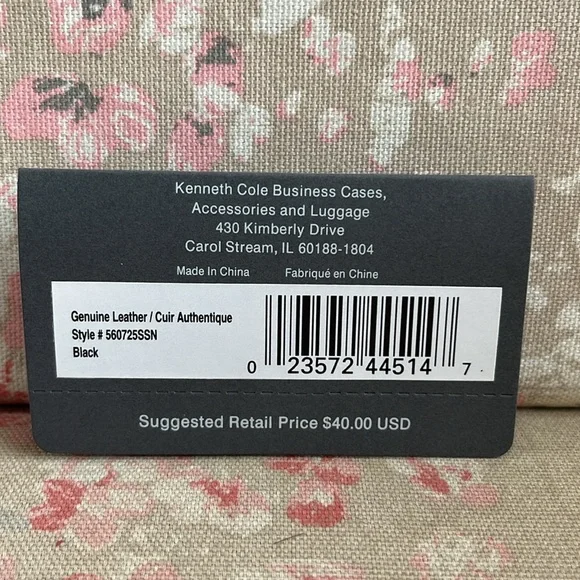 Kenneth Cole Business Cases,
Accessories and Luggage
430 Kimberly Drive
Carol Stream, IL 60188-1804
Made In China Fabriqué en Chine
Genuine Leather / Cuir Authentique
Style # 560725SSN
Black
0 23572 44514 7
Suggested Retail Price $40.00 USD